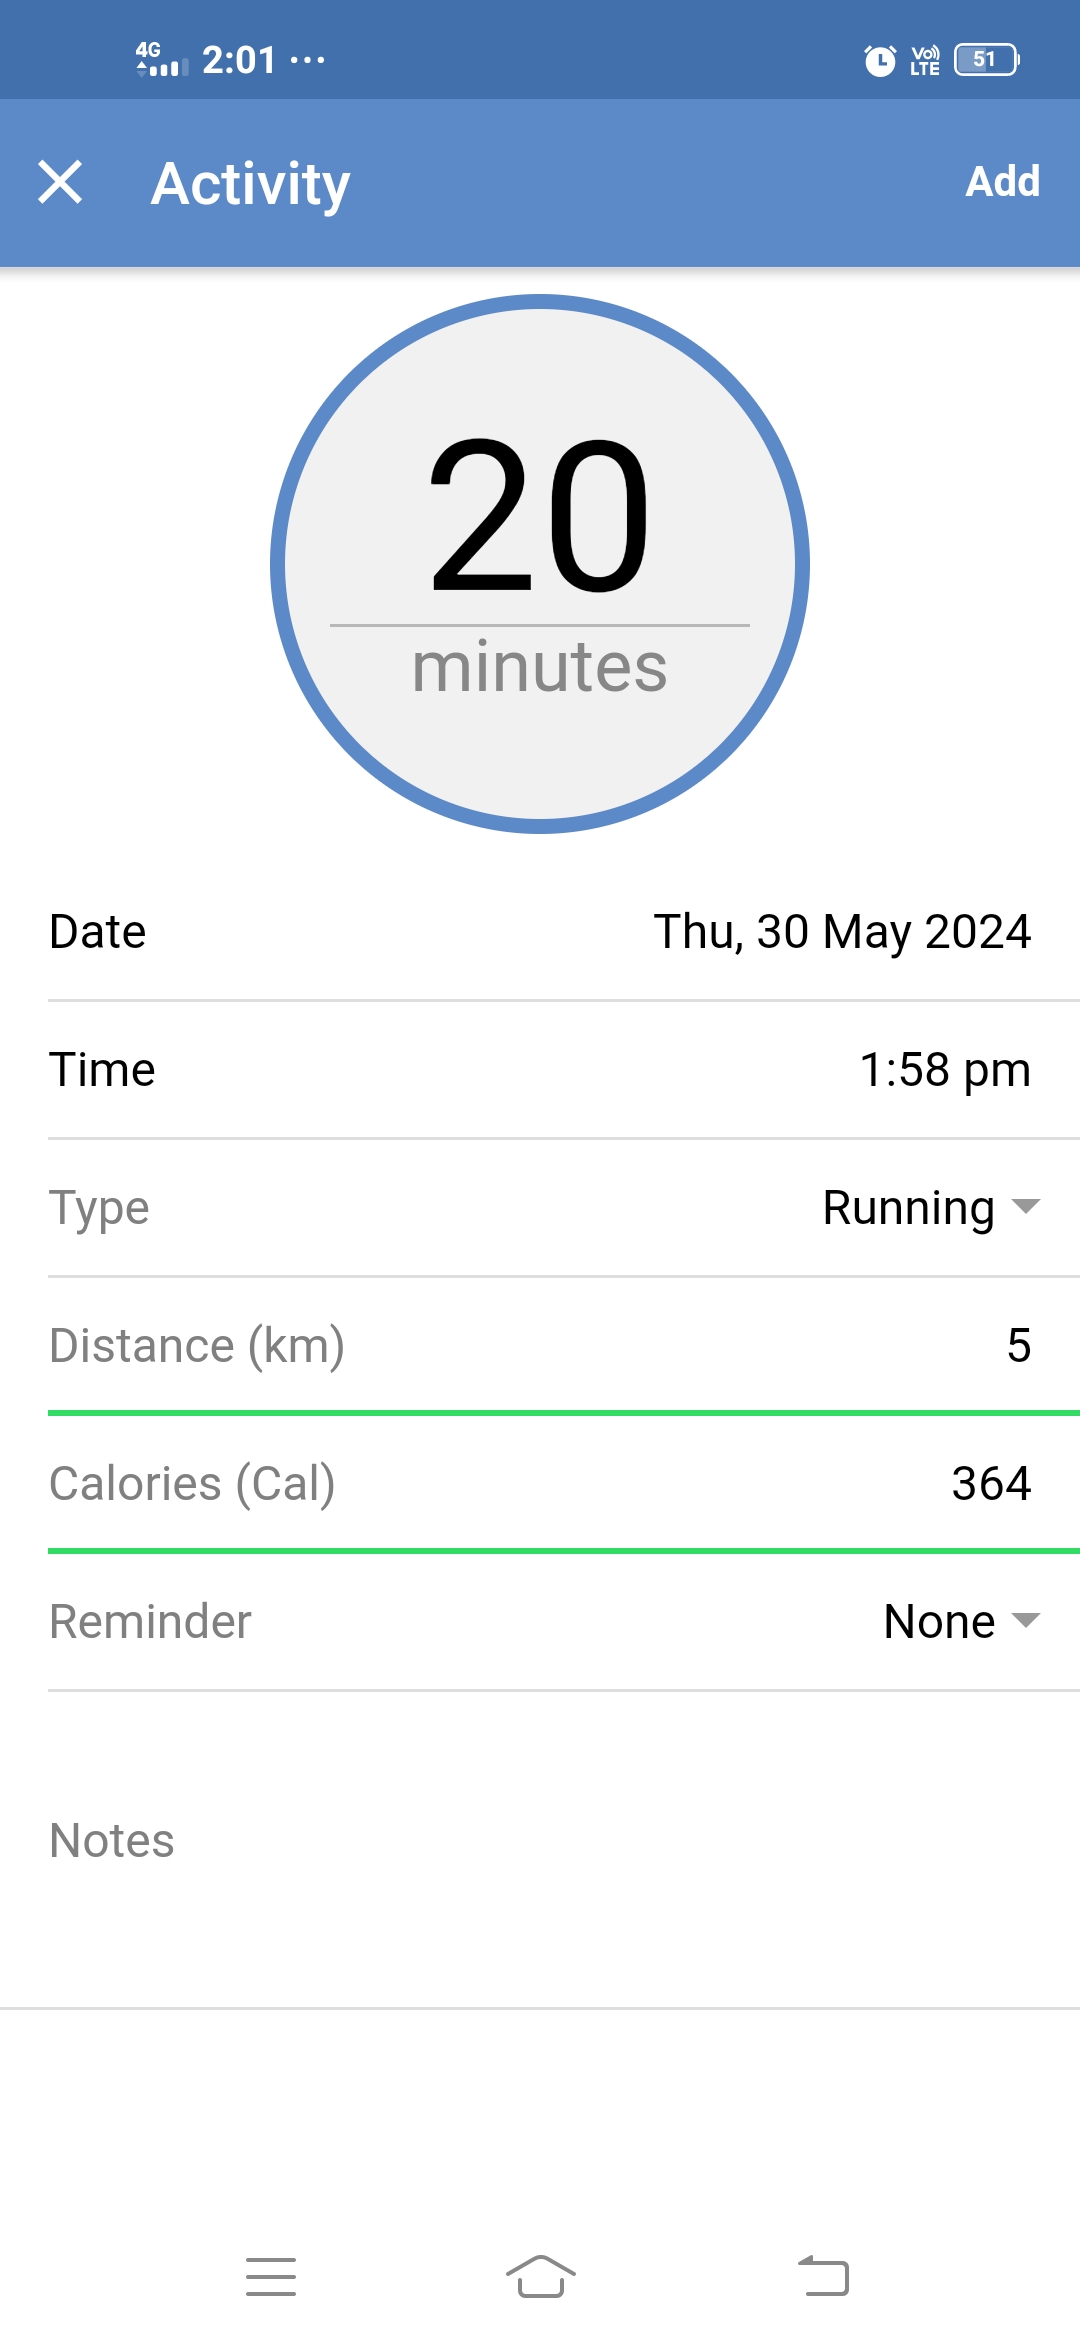 4G 2:01 ... Vo) LTE 51
Activity Add
20
minutes
Date Thu, 30 May 2024
Time 1:58 pm
Type Running
Distance (km) 5
Calories (Cal) 364
Reminder None
Notes